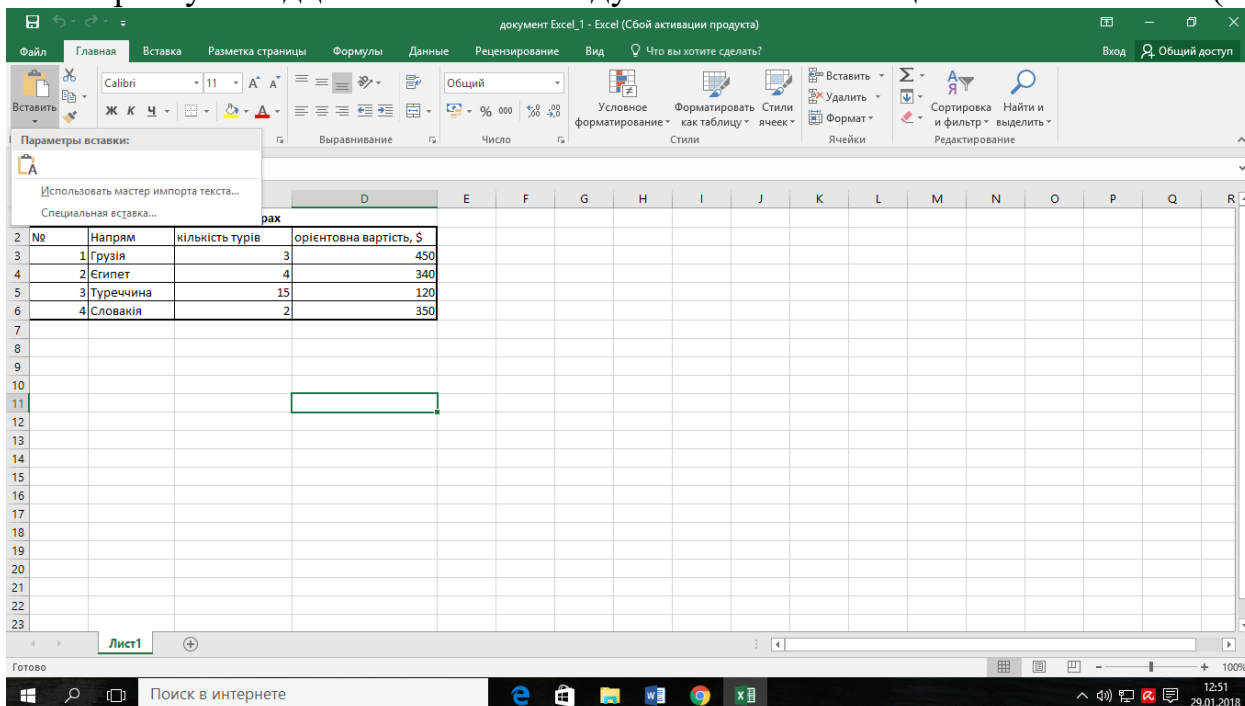 документ Excel_1 - Excel (Сбой активации продукта)
Файл Главная Вставка Разметка страницы Формулы Данные Рецензирование Вид Что вы хотите сделать? Вход Общий доступ
Вставить
Calibri 11
Ж К Ч
Общий
% 000
Условное форматирование
Форматировать как таблицу
Стили ячеек
Вставить
Удалить
Формат
Сортировка и фильтр
Найти и выделить
Выравнивание Число Стили Ячейки Редактирование
Параметры вставки:
Использовать мастер импорта текста...
Специальная вставка...
D E F G H I J K L M N O P Q R
рах
2 № Напрям кількість турів орієнтовна вартість, $
3 1 Грузія 3 450
4 2 Єгипет 4 340
5 3 Туреччина 15 120
6 4 Словакія 2 350
7
8
9
10
11
12
13
14
15
16
17
18
19
20
21
22
23
Лист1
Готово
100%
Поиск в интернете
12:51
29.01.2018